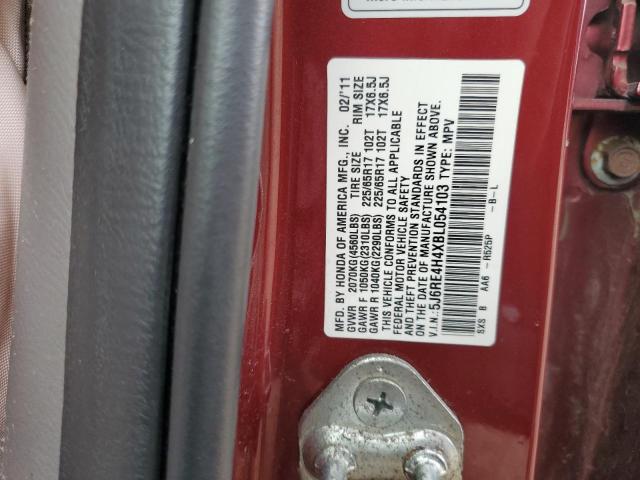 MFD. BY HONDA OF AMERICA MFG., INC. 02/'11
GVWR 2070KG(4560LBS) TIRE SIZE RIM SIZE
GAWR F 1050KG(2310LBS) 225/65R17 102T 17X6.5J
GAWR R 1040KG(2290LBS) 225/65R17 102T 17X6.5J
THIS VEHICLE CONFORMS TO ALL APPLICABLE
FEDERAL MOTOR VEHICLE SAFETY
AND THEFT PREVENTION STANDARDS IN EFFECT
ON THE DATE OF MANUFACTURE SHOWN ABOVE.
V.I.N.: 5J6RE4H4XBL054103 TYPE: MPV
SXS B AA6 - R525P - B - L